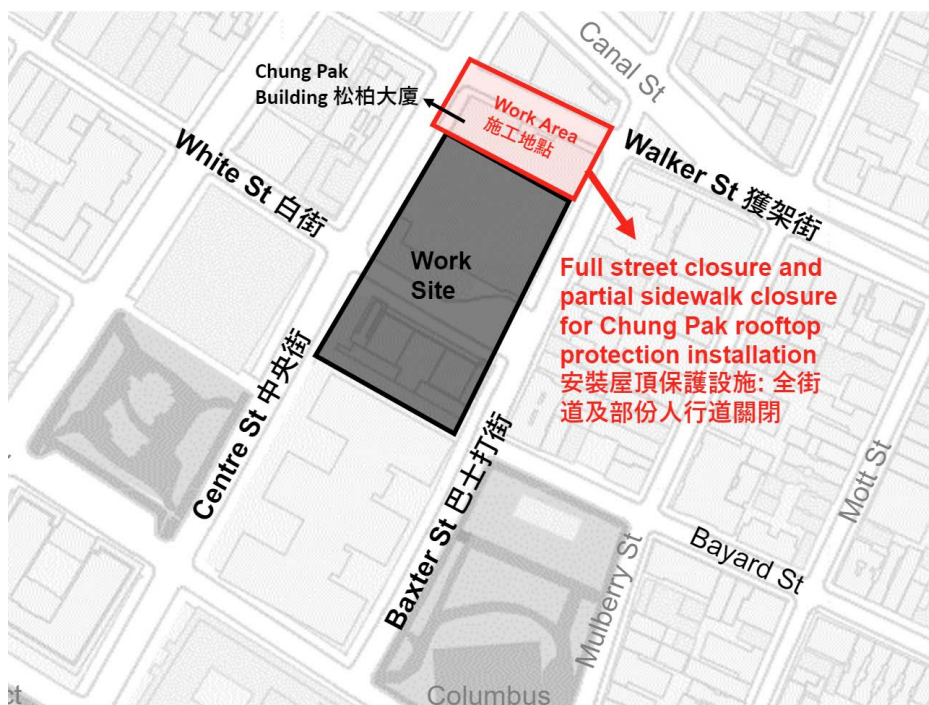 Canal St
Chung Pak
Building 松柏大廈
Work Area
施工地點
White St 白街
Walker St 獲架街
Work
Site
Full street closure and
partial sidewalk closure
for Chung Pak rooftop
protection installation
安裝屋頂保護設施: 全街
道及部份人行道關閉
Centre St 中央街
Baxter St 巴士打街
Mott St
Bayard St
Mulberry St
Columbus
ct